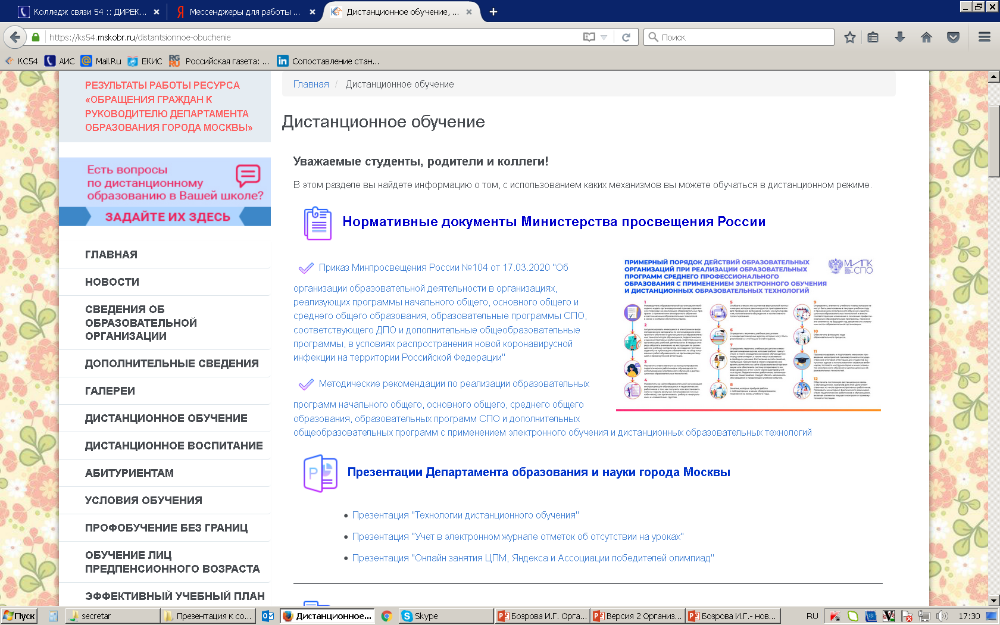 Колледж связи 54 :: ДИРЕК...
Мессенджеры для работы ...
Дистанционное обучение, ...
https://ks54.mskobr.ru/distantsionnoe-obuchenie
Поиск
КС54
АИС
Mail.Ru
ЕКИС
Российская газета: ...
Сопоставление стан...
РЕЗУЛЬТАТЫ РАБОТЫ РЕСУРСА
«ОБРАЩЕНИЯ ГРАЖДАН К
РУКОВОДИТЕЛЮ ДЕПАРТАМЕНТА
ОБРАЗОВАНИЯ ГОРОДА МОСКВЫ»
Есть вопросы
по дистанционному
образованию в Вашей школе?
ЗАДАЙТЕ ИХ ЗДЕСЬ
ГЛАВНАЯ
НОВОСТИ
СВЕДЕНИЯ ОБ
ОБРАЗОВАТЕЛЬНОЙ
ОРГАНИЗАЦИИ
ДОПОЛНИТЕЛЬНЫЕ СВЕДЕНИЯ
ГАЛЕРЕИ
ДИСТАНЦИОННОЕ ОБУЧЕНИЕ
ДИСТАНЦИОННОЕ ВОСПИТАНИЕ
АБИТУРИЕНТАМ
УСЛОВИЯ ОБУЧЕНИЯ
ПРОФОБУЧЕНИЕ БЕЗ ГРАНИЦ
ОБУЧЕНИЕ ЛИЦ
ПРЕДПЕНСИОННОГО ВОЗРАСТА
ЭФФЕКТИВНЫЙ УЧЕБНЫЙ ПЛАН
Главная / Дистанционное обучение
Дистанционное обучение
Уважаемые студенты, родители и коллеги!
В этом разделе вы найдете информацию о том, с использованием каких механизмов вы можете обучаться в дистанционном режиме.
Нормативные документы Министерства просвещения России
Приказ Минпросвещения России №104 от 17.03.2020 "Об
организации образовательной деятельности в организациях,
реализующих программы начального общего, основного общего и
среднего общего образования, образовательные программы СПО,
соответствующего ДПО и дополнительные общеобразовательные
программы, в условиях распространения новой коронавирусной
инфекции на территории Российской Федерации"
ПРИМЕРНЫЙ ПОРЯДОК ДЕЙСТВИЙ ОБРАЗОВАТЕЛЬНЫХ
ОРГАНИЗАЦИЙ ПРИ РЕАЛИЗАЦИИ ОБРАЗОВАТЕЛЬНЫХ
ПРОГРАММ СРЕДНЕГО ПРОФЕССИОНАЛЬНОГО
ОБРАЗОВАНИЯ С ПРИМЕНЕНИЕМ ЭЛЕКТРОННОГО ОБУЧЕНИЯ
И ДИСТАНЦИОННЫХ ОБРАЗОВАТЕЛЬНЫХ ТЕХНОЛОГИЙ
Методические рекомендации по реализации образовательных
программ начального общего, основного общего, среднего общего
образования, образовательных программ СПО и дополнительных
общеобразовательных программ с применением электронного обучения и дистанционных образовательных технологий
Презентации Департамента образования и науки города Москвы
Презентация "Технологии дистанционного обучения"
Презентация "Учет в электронном журнале отметок об отсутствии на уроках"
Презентация "Онлайн занятия ЦПМ, Яндекса и Ассоциации победителей олимпиад"
Пуск
secretar
Презентация к со...
Дистанционное...
Skype
Бозрова И.Г. Орга...
Версия 2 Организ...
Бозрова И.Г.- нов...
RU
17:30